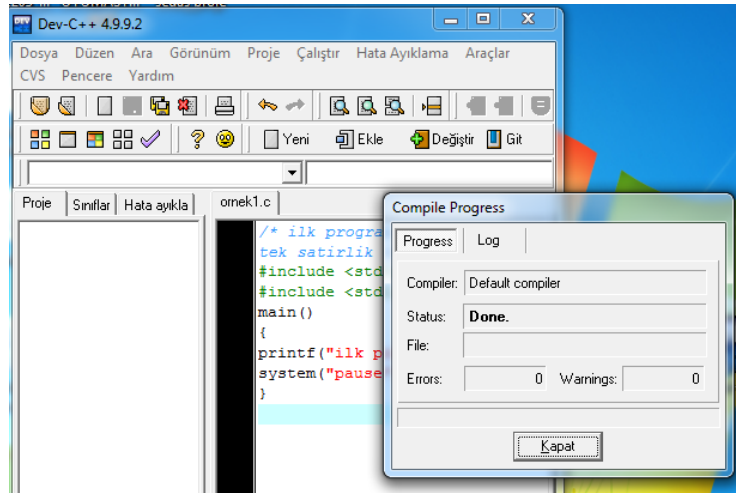 Dev-C++ 4.9.9.2
Dosya Düzen Ara Görünüm Proje Çalıştır Hata Ayıklama Araçlar
CVS Pencere Yardım
Yeni Ekle Değiştir Git
Proje Sınıflar Hata ayıkla
ornek1.c
/* ilk progra
tek satirlik
#include <std
#include <std
main()
{
printf("ilk p
system("pause
}
Compile Progress
Progress Log
Compiler: Default compiler
Status: Done.
File:
Errors: 0 Warnings: 0
Kapat